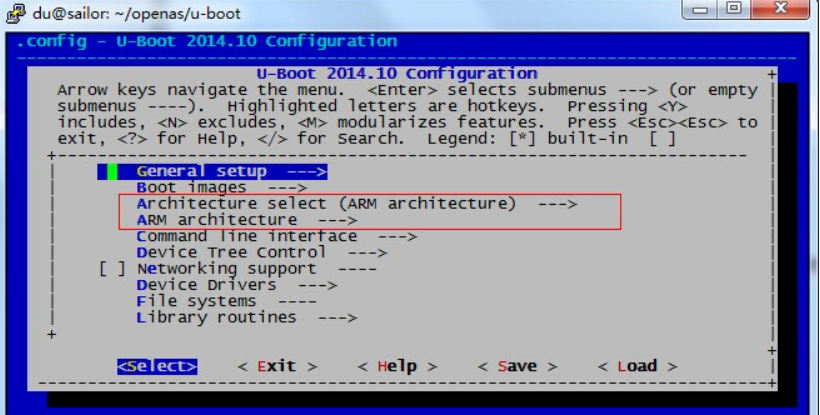 du@sailor: ~/openas/u-boot
.config - U-Boot 2014.10 Configuration
U-Boot 2014.10 Configuration
Arrow keys navigate the menu. <Enter> selects submenus ---> (or empty
submenus ----). Highlighted letters are hotkeys. Pressing <Y>
includes, <N> excludes, <M> modularizes features. Press <Esc><Esc> to
exit, <?> for Help, </> for Search. Legend: [*] built-in [ ]
General setup --->
Boot images --->
Architecture select (ARM architecture) --->
ARM architecture --->
Command line interface --->
Device Tree Control --->
[ ] Networking support ----
Device Drivers --->
File systems ----
Library routines --->
<Select> < Exit > < Help > < Save > < Load >